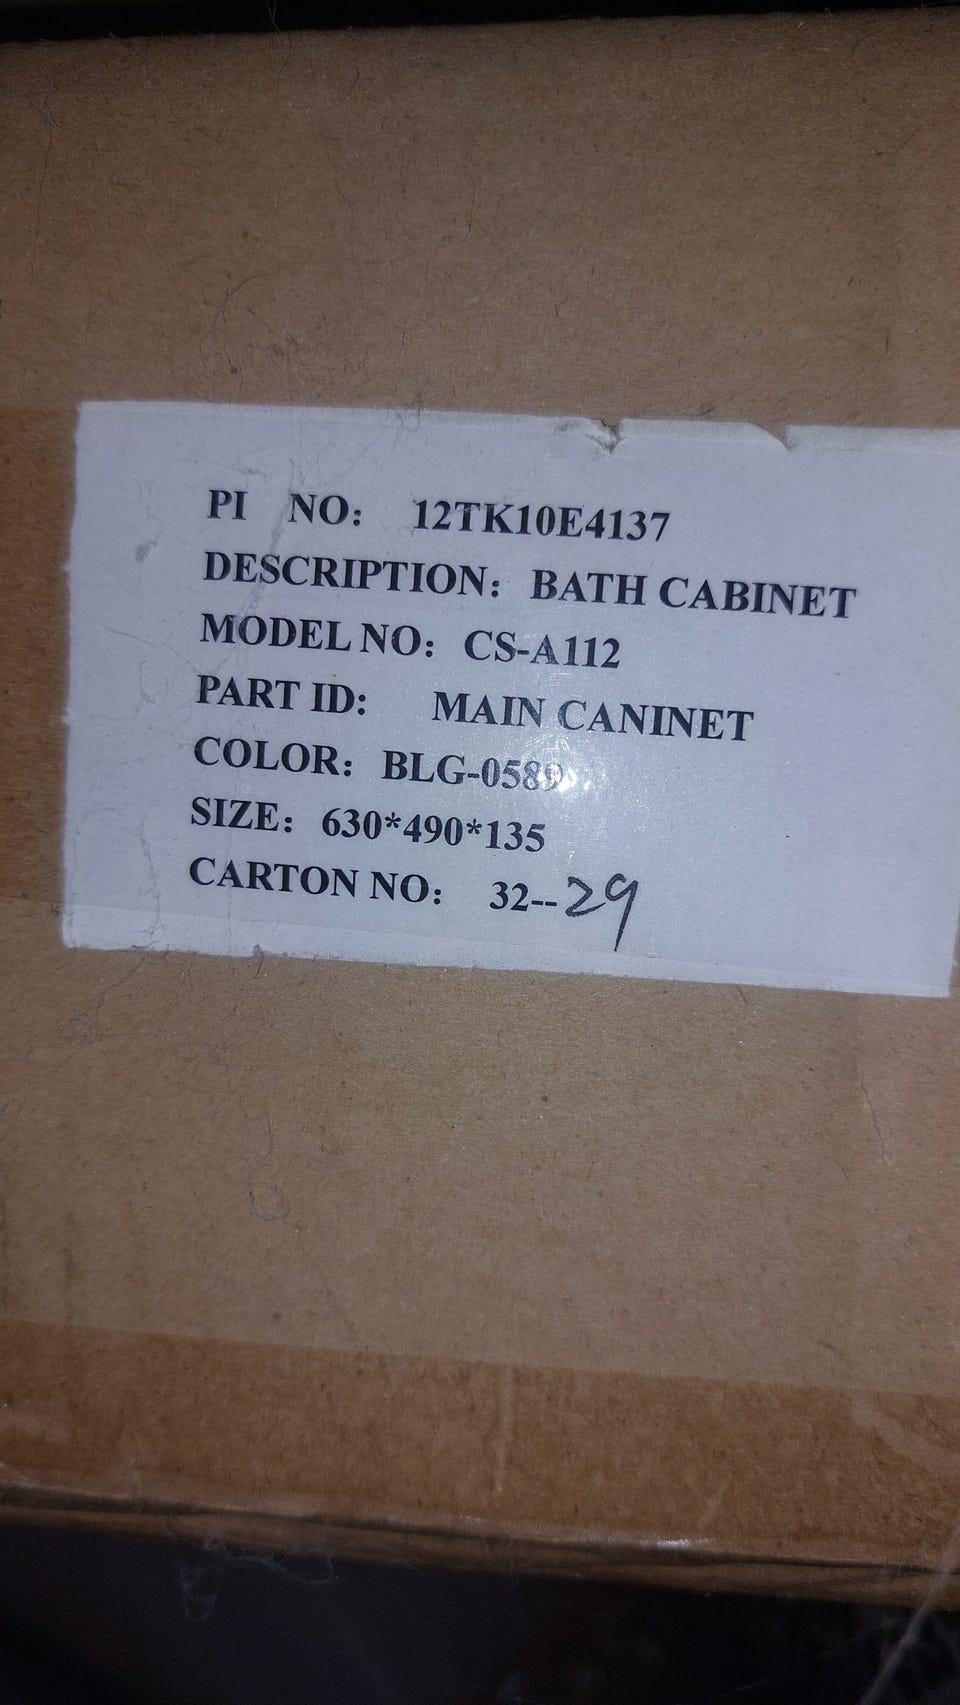 PI NO: 12TK10E4137
DESCRIPTION: BATH CABINET
MODEL NO: CS-A112
PART ID: MAIN CANINET
COLOR: BLG-0589
SIZE: 630*490*135
CARTON NO: 32--29